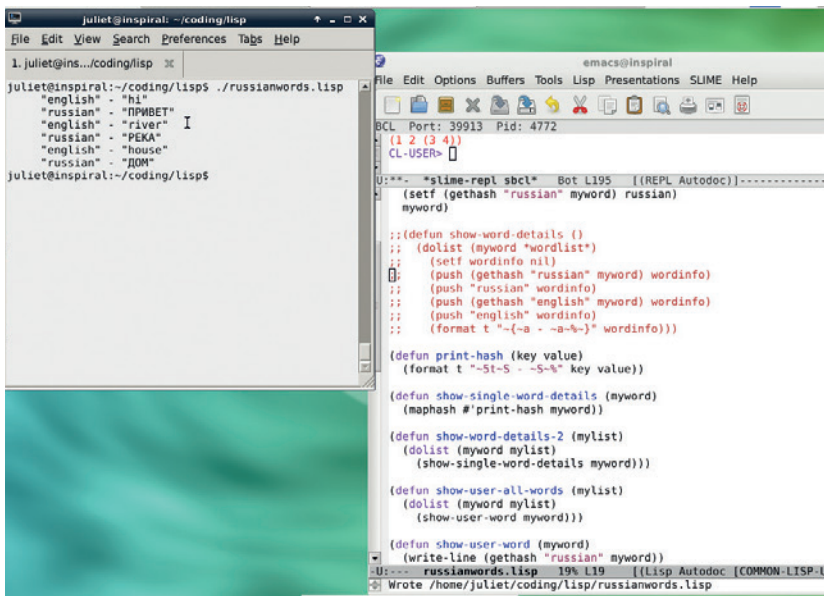 juliet@inspiral: ~/coding/lisp
File Edit View Search Preferences Tabs Help
1. juliet@ins.../coding/lisp
juliet@inspiral:~/coding/lisp$ ./russianwords.lisp
"english" - "hi"
"russian" - "ПРИВЕТ"
"english" - "river"
"russian" - "РЕКА"
"english" - "house"
"russian" - "ДОМ"
juliet@inspiral:~/coding/lisp$
emacs@inspiral
File Edit Options Buffers Tools Lisp Presentations SLIME Help
BCL Port: 39913 Pid: 4772
(1 2 (3 4))
CL-USER>
U:**- *slime-repl sbcl* Bot L195 [(REPL Autodoc)]-------------
(setf (gethash "russian" myword) russian)
myword)
;;(defun show-word-details ()
;; (dolist (myword *wordlist*)
;; (setf wordinfo nil)
;; (push (gethash "russian" myword) wordinfo)
;; (push "russian" wordinfo)
;; (push (gethash "english" myword) wordinfo)
;; (push "english" wordinfo)
;; (format t "~{~a - ~a~%~}" wordinfo)))
(defun print-hash (key value)
(format t "~5t~S - ~S~%" key value))
(defun show-single-word-details (myword)
(maphash #'print-hash myword))
(defun show-word-details-2 (mylist)
(dolist (myword mylist)
(show-single-word-details myword)))
(defun show-user-all-words (mylist)
(dolist (myword mylist)
(show-user-word myword)))
(defun show-user-word (myword)
(write-line (gethash "russian" myword))
-U:--- russianwords.lisp 19% L19 [(Lisp Autodoc [COMMON-LISP-U
Wrote /home/juliet/coding/lisp/russianwords.lisp